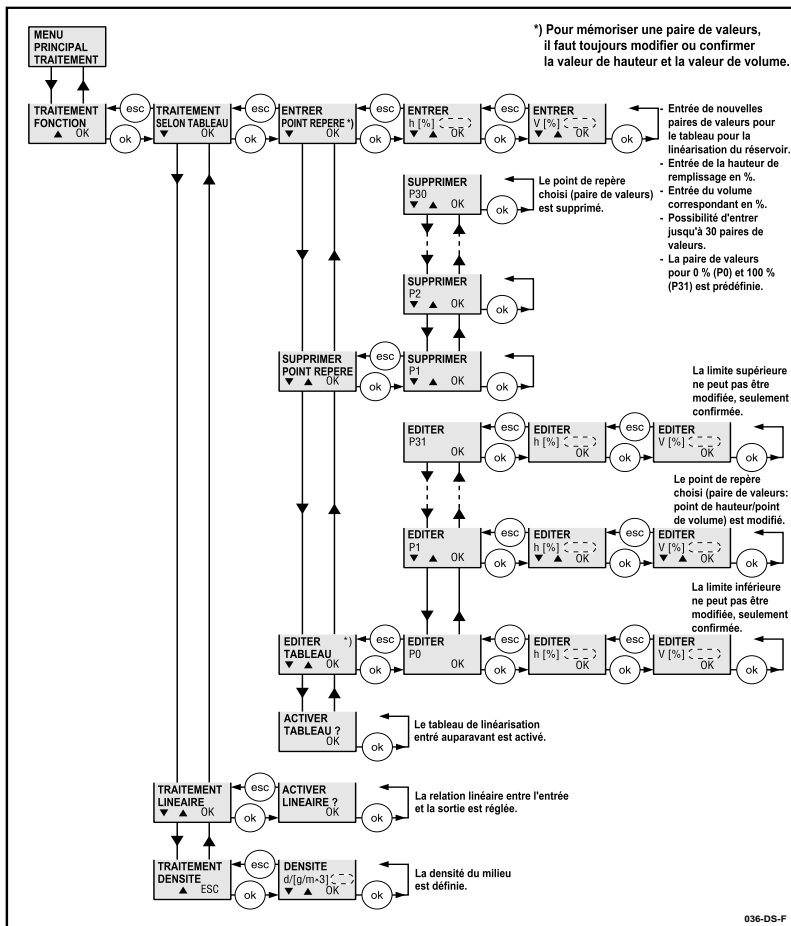 MENU
PRINCIPAL
TRAITEMENT
*) Pour mémoriser une paire de valeurs,
il faut toujours modifier ou confirmer
la valeur de hauteur et la valeur de volume.
TRAITEMENT
FONCTION
▲ OK
esc
ok
TRAITEMENT
SELON TABLEAU
▼ OK
esc
ok
ENTRER
POINT REPERE *)
▼ OK
esc
ok
ENTRER
h [%]
▼ ▲ OK
esc
ok
ENTRER
V [%]
▼ ▲ OK
ok
- Entrée de nouvelles
paires de valeurs pour
le tableau pour la
linéarisation du réservoir.
- Entrée de la hauteur de
remplissage en %.
- Entrée du volume
correspondant en %.
- Possibilité d'entrer
jusqu'à 30 paires de
valeurs.
- La paire de valeurs
pour 0 % (P0) et 100 %
(P31) est prédéfinie.
SUPPRIMER
P30
▼ ▲ OK
ok
Le point de repère
choisi (paire de valeurs)
est supprimé.
SUPPRIMER
P2
▼ ▲ OK
ok
SUPPRIMER
POINT REPERE
▼ ▲ OK
esc
ok
SUPPRIMER
P1
▼ ▲ OK
ok
La limite supérieure
ne peut pas être
modifiée, seulement
confirmée.
EDITER
P31
OK
esc
ok
EDITER
h [%]
OK
esc
ok
EDITER
V [%]
OK
ok
Le point de repère
choisi (paire de valeurs:
point de hauteur/point
de volume) est modifié.
EDITER
P1
▼ ▲ OK
esc
ok
EDITER
h [%]
▼ ▲ OK
esc
ok
EDITER
V [%]
▼ ▲ OK
ok
La limite inférieure
ne peut pas être
modifiée, seulement
confirmée.
EDITER *)
TABLEAU
▼ ▲ OK
esc
ok
EDITER
P0
OK
esc
ok
EDITER
h [%]
OK
esc
ok
EDITER
V [%]
OK
ok
ACTIVER
TABLEAU ?
OK
ok
Le tableau de linéarisation
entré auparavant est activé.
TRAITEMENT
LINEAIRE
▼ ▲ OK
esc
ok
ACTIVER
LINEAIRE ?
OK
ok
La relation linéaire entre l'entrée
et la sortie est réglée.
TRAITEMENT
DENSITE
▲ ESC
esc
ok
DENSITE
d/[g/m^3]
▼ ▲ OK
ok
La densité du milieu
est définie.
036-DS-F